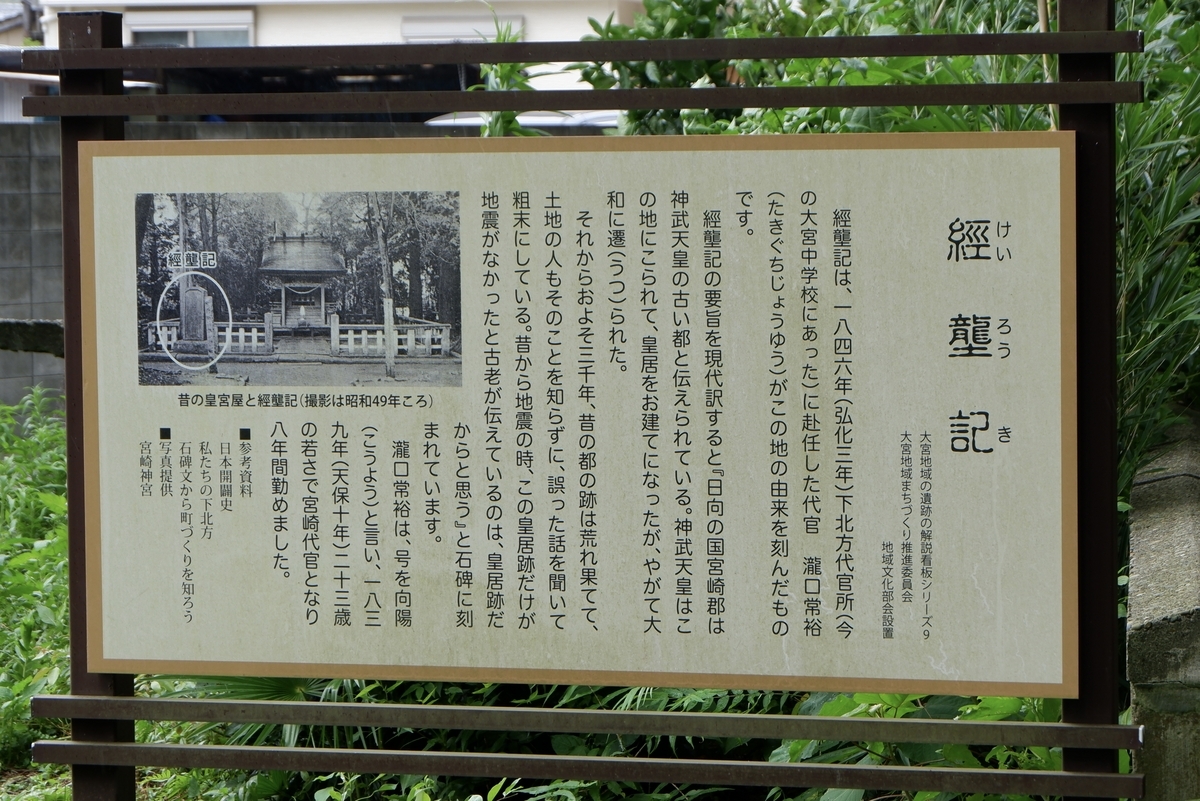 經壟記
けいろうき
大宮地域の遺跡の解説看板シリーズ9
大宮地域まちづくり推進委員会
地域文化部会設置
經壟記は、一八四六年(弘化三年)下北方代官所(今
の大宮中学校にあった)に赴任した代官　瀧口常裕
(たきぐちじょうゆう)がこの地の由来を刻んだもの
です。
經壟記の要旨を現代訳すると『日向の国宮崎郡は
神武天皇の古い都と伝えられている。神武天皇はこ
の地にこられて、皇居をお建てになったが、やがて大
和に遷(うつ)られた。
それからおよそ三千年、昔の都の跡は荒れ果てて、
土地の人もそのことを知らずに、誤った話を聞いて
粗末にしている。昔から地震の時、この皇居跡だけが
地震がなかったと古老が伝えているのは、皇居跡だ
からと思う』と石碑に刻
まれています。
瀧口常裕は、号を向陽
(こうよう)と言い、一八三
九年(天保十年)二十三歳
の若さで宮崎代官となり
八年間勤めました。
經壟記
昔の皇宮屋と經壟記(撮影は昭和49年ころ)
■参考資料
日本開闢史
私たちの下北方
石碑文から町づくりを知ろう
■写真提供
宮崎神宮